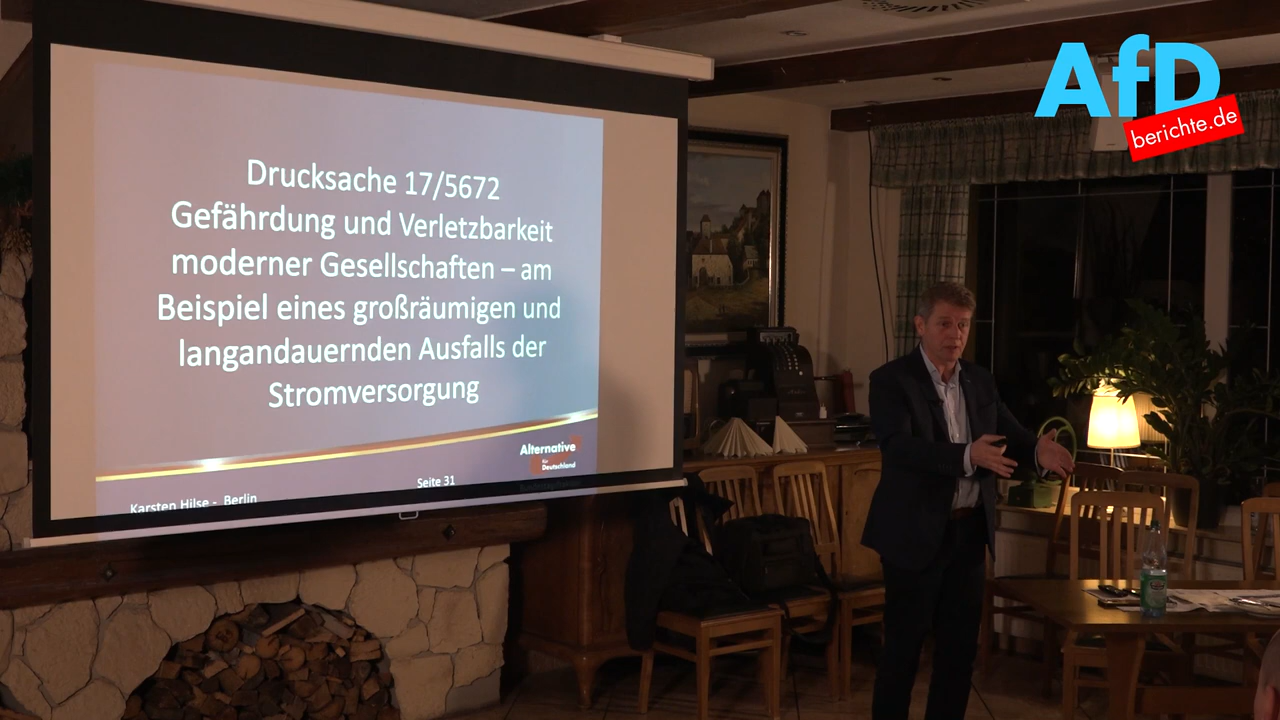 AfD
berichte.de
Drucksache 17/5672
Gefährdung und Verletzbarkeit
moderner Gesellschaften – am
Beispiel eines großräumigen und
langandauernden Ausfalls der
Stromversorgung
Alternative
für
Deutschland
Seite 31
Karsten Hilse - Berlin